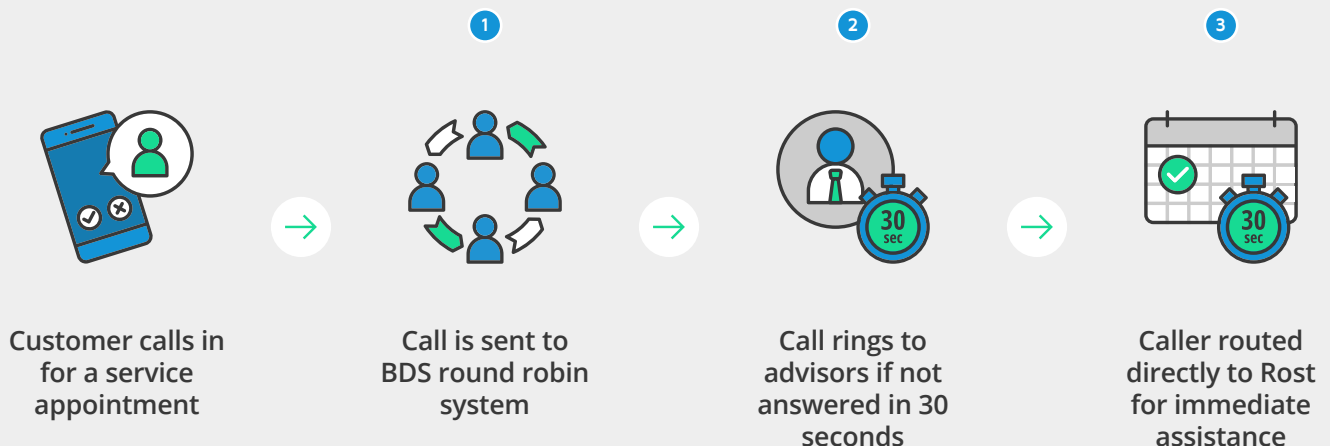 1
2
3
30
sec
30
sec
Customer calls in
for a service
appointment
Call is sent to
BDS round robin
system
Call rings to
advisors if not
answered in 30
seconds
Caller routed
directly to Rost
for immediate
assistance